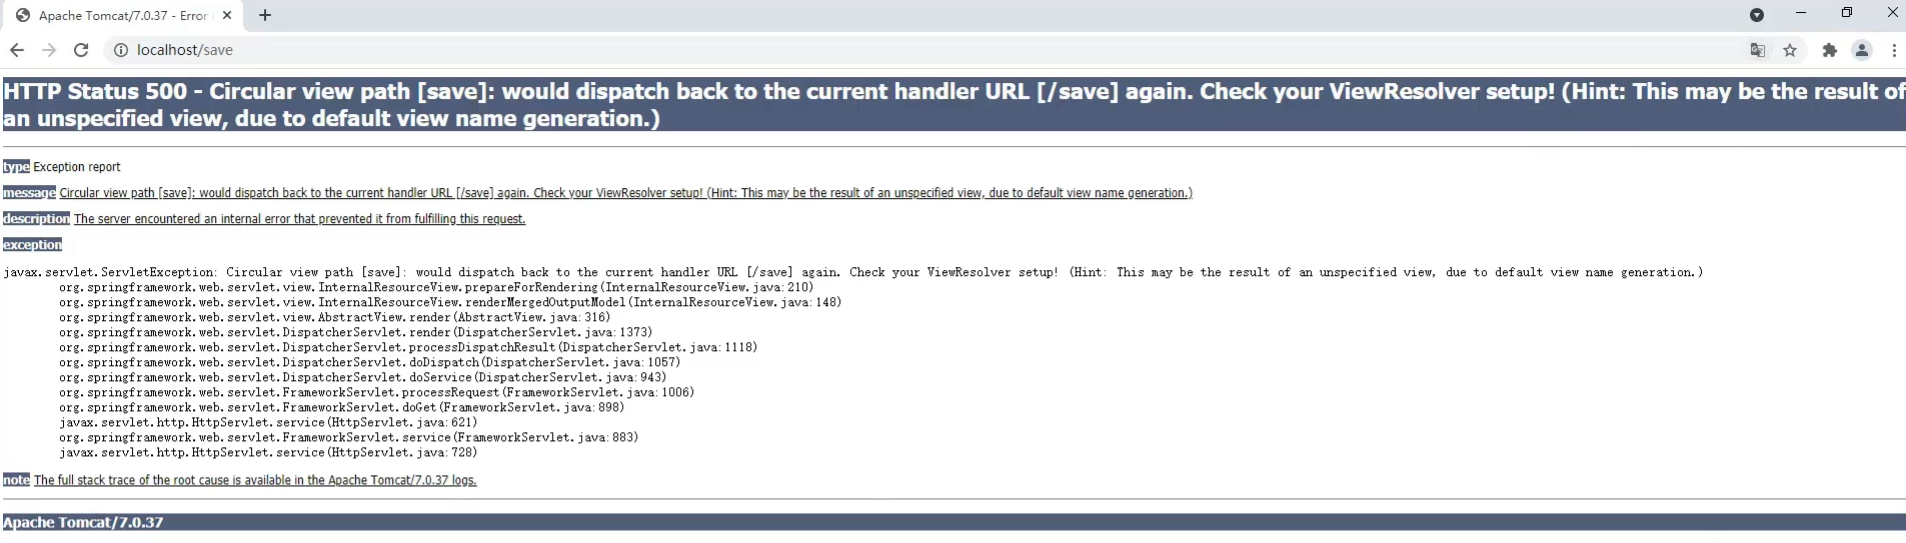 Apache Tomcat/7.0.37 - Error
localhost/save
HTTP Status 500 - Circular view path [save]: would dispatch back to the current handler URL [/save] again. Check your ViewResolver setup! (Hint: This may be the result of
an unspecified view, due to default view name generation.)
type Exception report
message Circular view path [save]: would dispatch back to the current handler URL [/save] again. Check your ViewResolver setup! (Hint: This may be the result of an unspecified view, due to default view name generation.)
description The server encountered an internal error that prevented it from fulfilling this request.
exception
javax.servlet.ServletException: Circular view path [save]: would dispatch back to the current handler URL [/save] again. Check your ViewResolver setup! (Hint: This may be the result of an unspecified view, due to default view name generation.)
org.springframework.web.servlet.view.InternalResourceView.prepareForRendering(InternalResourceView.java:210)
org.springframework.web.servlet.view.InternalResourceView.renderMergedOutputModel(InternalResourceView.java:148)
org.springframework.web.servlet.view.AbstractView.render(AbstractView.java:316)
org.springframework.web.servlet.DispatcherServlet.render(DispatcherServlet.java:1373)
org.springframework.web.servlet.DispatcherServlet.processDispatchResult(DispatcherServlet.java:1118)
org.springframework.web.servlet.DispatcherServlet.doDispatch(DispatcherServlet.java:1057)
org.springframework.web.servlet.DispatcherServlet.doService(DispatcherServlet.java:943)
org.springframework.web.servlet.FrameworkServlet.processRequest(FrameworkServlet.java:1006)
org.springframework.web.servlet.FrameworkServlet.doGet(FrameworkServlet.java:898)
javax.servlet.http.HttpServlet.service(HttpServlet.java:621)
org.springframework.web.servlet.FrameworkServlet.service(FrameworkServlet.java:883)
javax.servlet.http.HttpServlet.service(HttpServlet.java:728)
note The full stack trace of the root cause is available in the Apache Tomcat/7.0.37 logs.
Apache Tomcat/7.0.37